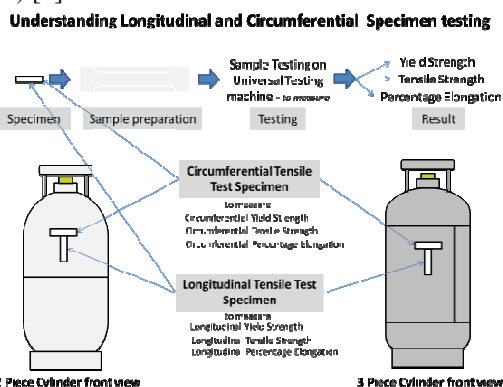 Understanding Longitudinal and Circumferential Specimen testing
Sample Testing on
Universal Testing
machine - to measure
Yield Strength
Tensile Strength
Percentage Elongation
Specimen
Sample preparation
Testing
Result
Circumferential Tensile
Test Specimen
to measure
Circumferential Yield Strength
Circumferential Tensile Strength
Circumferential Percentage Elongation
Longitudinal Tensile Test
Specimen
to measure
Longitudinal Yield Strength
Longitudinal Tensile Strength
Longitudinal Percentage Elongation
Piece Cylinder front view
3 Piece Cylinder front view